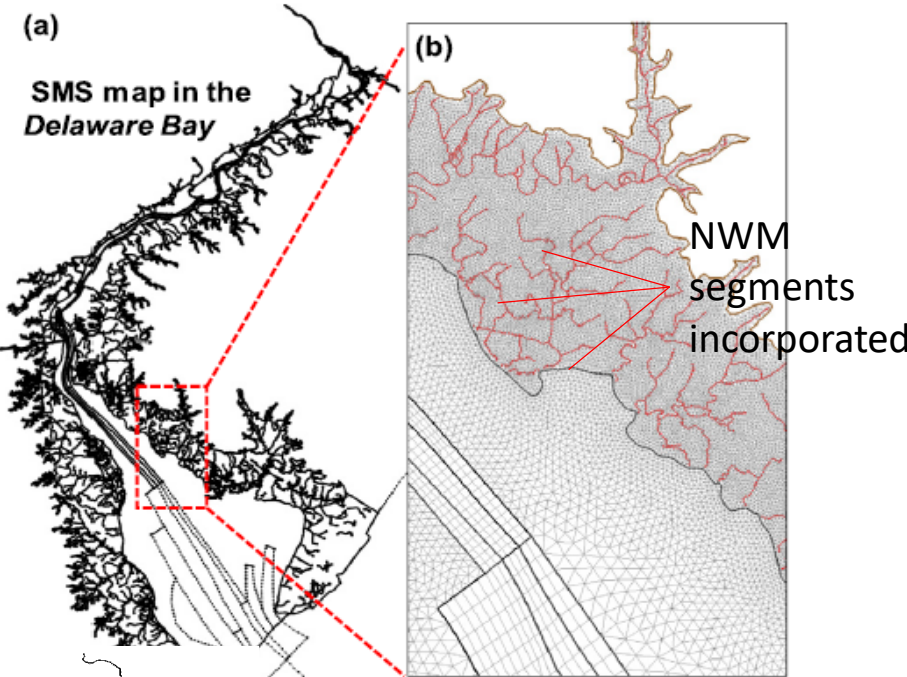 (a)
SMS map in the
Delaware Bay
(b)
NWM
segments
incorporated